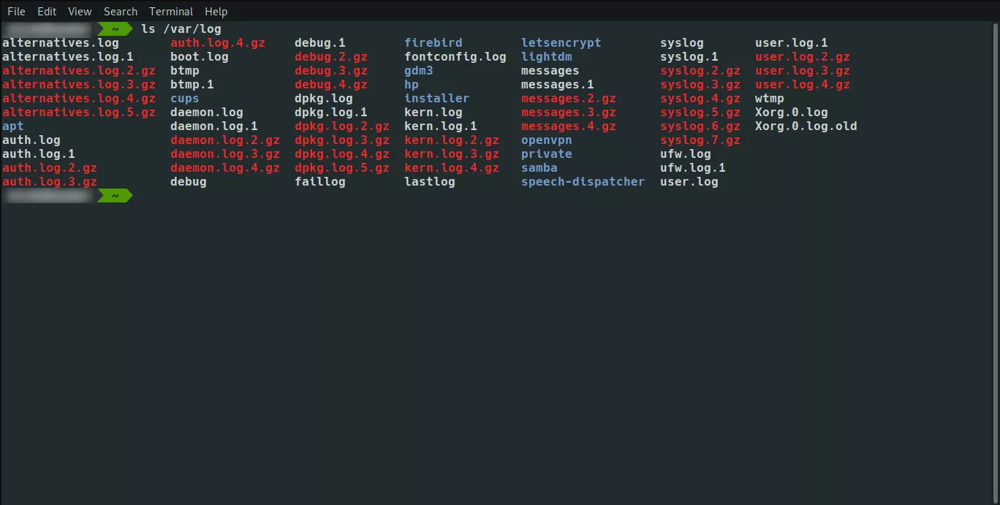 File Edit View Search Terminal Help
~ ls /var/log
alternatives.log auth.log.4.gz debug.1 firebird letsencrypt syslog user.log.1
alternatives.log.1 boot.log debug.2.gz fontconfig.log lightdm syslog.1 user.log.2.gz
alternatives.log.2.gz btmp debug.3.gz gdm3 messages syslog.2.gz user.log.3.gz
alternatives.log.3.gz btmp.1 debug.4.gz hp messages.1 syslog.3.gz user.log.4.gz
alternatives.log.4.gz cups dpkg.log installer messages.2.gz syslog.4.gz wtmp
alternatives.log.5.gz daemon.log dpkg.log.1 kern.log messages.3.gz syslog.5.gz Xorg.0.log
apt daemon.log.1 dpkg.log.2.gz kern.log.1 messages.4.gz syslog.6.gz Xorg.0.log.old
auth.log daemon.log.2.gz dpkg.log.3.gz kern.log.2.gz openvpn syslog.7.gz
auth.log.1 daemon.log.3.gz dpkg.log.4.gz kern.log.3.gz private ufw.log
auth.log.2.gz daemon.log.4.gz dpkg.log.5.gz kern.log.4.gz samba ufw.log.1
auth.log.3.gz debug faillog lastlog speech-dispatcher user.log
~